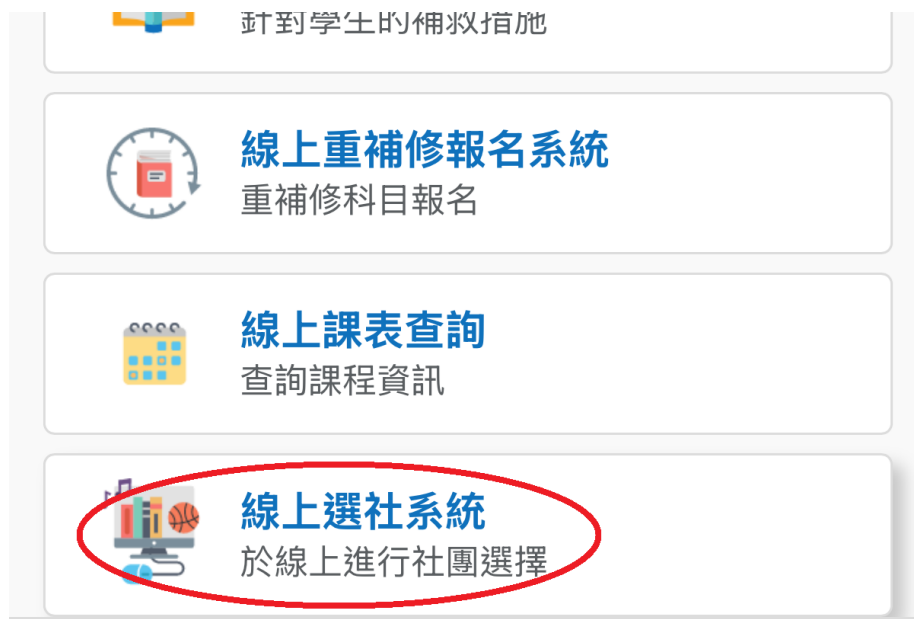 針對學生的補救措施
線上重補修報名系統
重補修科目報名
線上課表查詢
查詢課程資訊
線上選社系統
於線上進行社團選擇